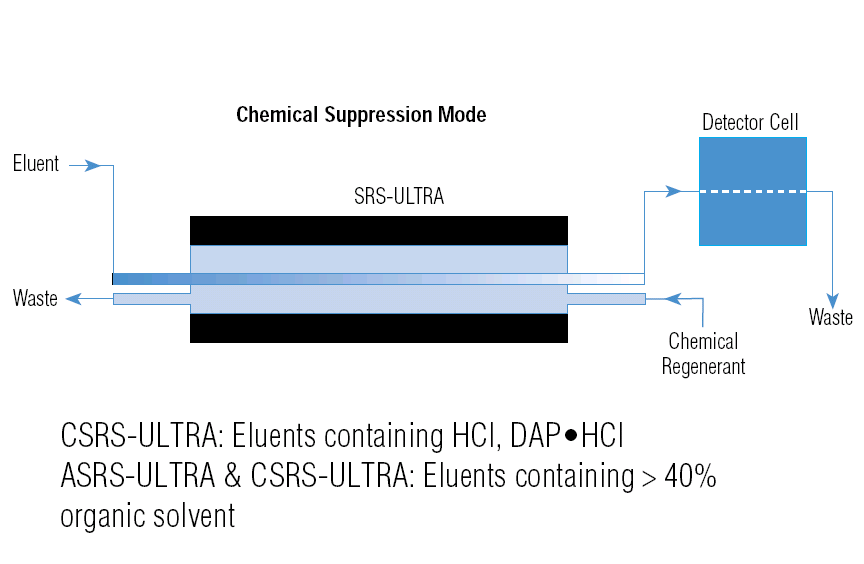 Chemical Suppression Mode
Detector Cell
Eluent
SRS-ULTRA
Waste
Waste
Chemical
Regenerant
CSRS-ULTRA: Eluents containing HCl, DAP•HCl
ASRS-ULTRA & CSRS-ULTRA: Eluents containing > 40%
organic solvent